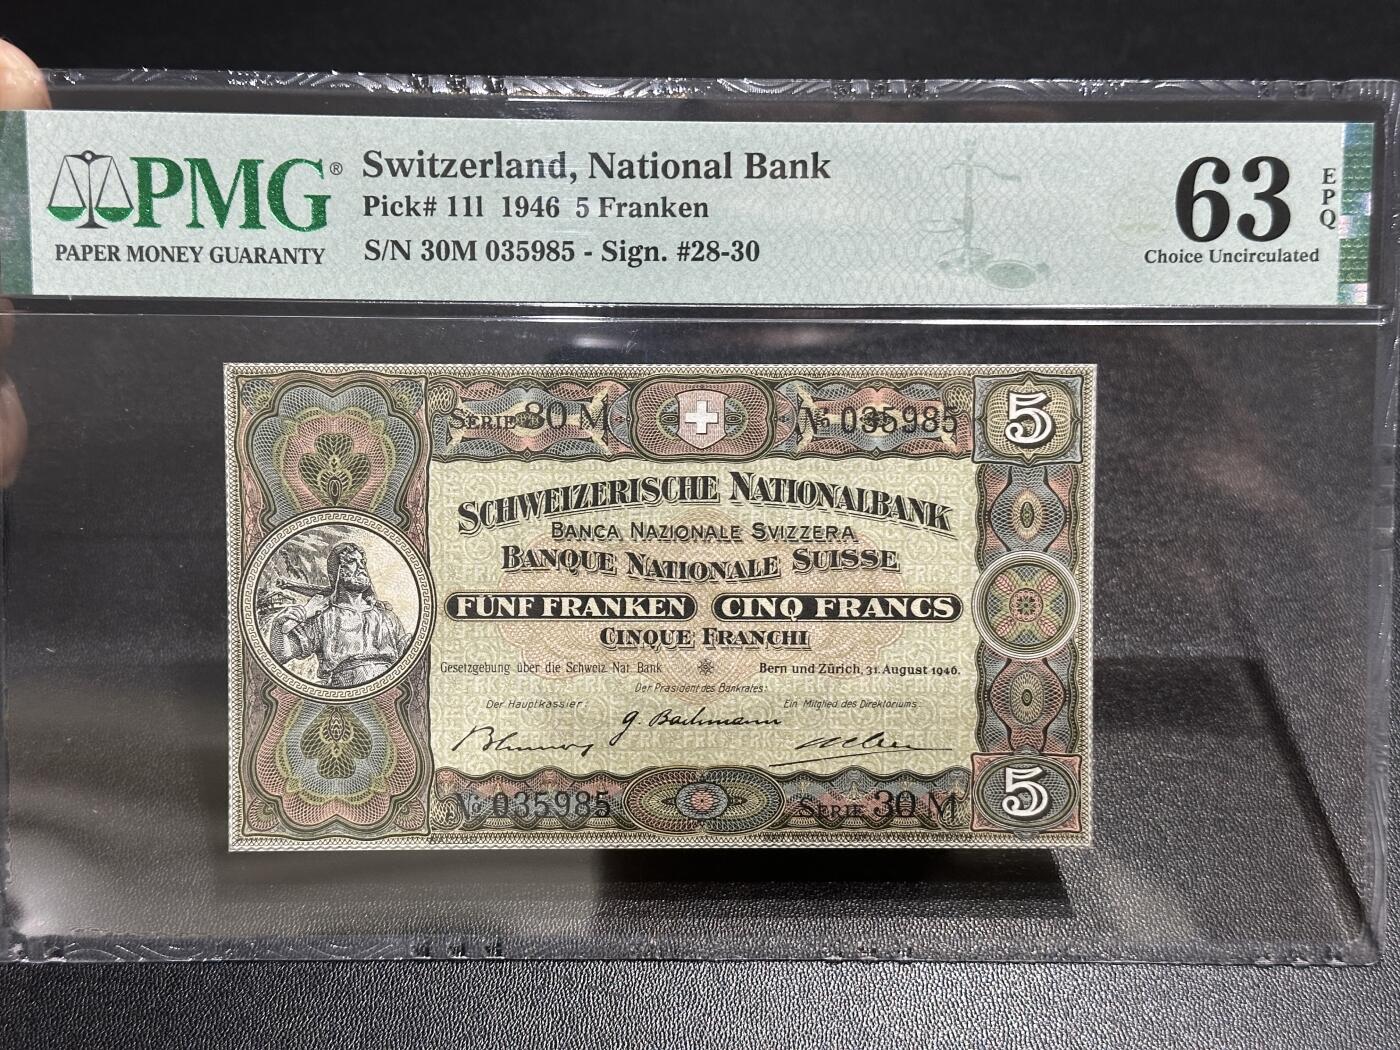 PMG®
PAPER MONEY GUARANTY
Switzerland, National Bank
Pick# 11l 1946 5 Franken
S/N 30M 035985 - Sign. #28-30
63
EPQ
Choice Uncirculated
SERIE 30 M
No 035985
5
SCHWEIZERISCHE NATIONALBANK
BANCA NAZIONALE SVIZZERA
BANQUE NATIONALE SUISSE
FÜNF FRANKEN CINQ FRANCS
CINQUE FRANCHI
Gesetzgebung über die Schweiz. Nat. Bank
Bern und Zürich, 31. August 1946.
Der Präsident des Bankrates:
Der Hauptkassier:
Ein Mitglied des Direktoriums:
G. Bachmann
No 035985
SERIE 30 M
5